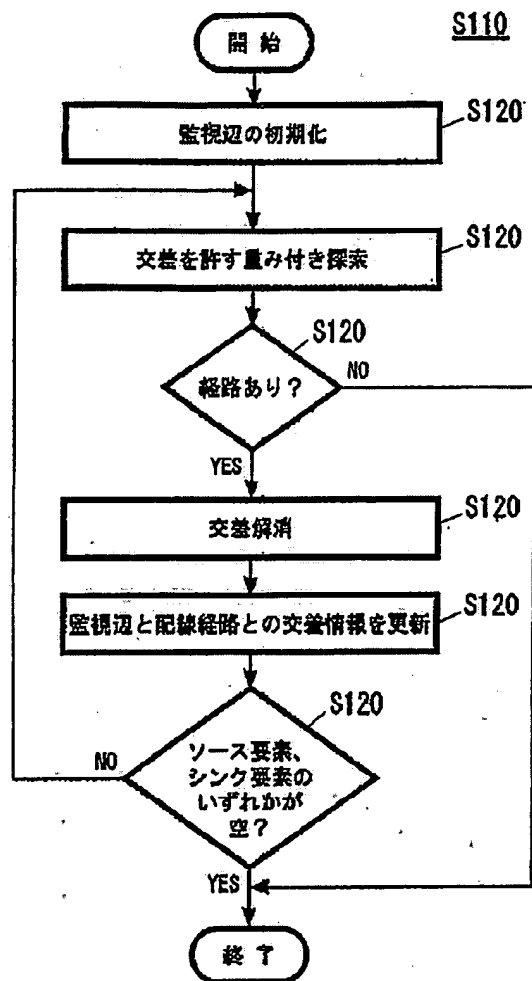 S110
開始
S120
監視辺の初期化
S120
交差を許す重み付き探索
S120
経路あり?
NO
YES
S120
交差解消
S120
監視辺と配線経路との交差情報を更新
S120
NO
ソース要素、
シンク要素の
いずれかが
空?
YES
終了